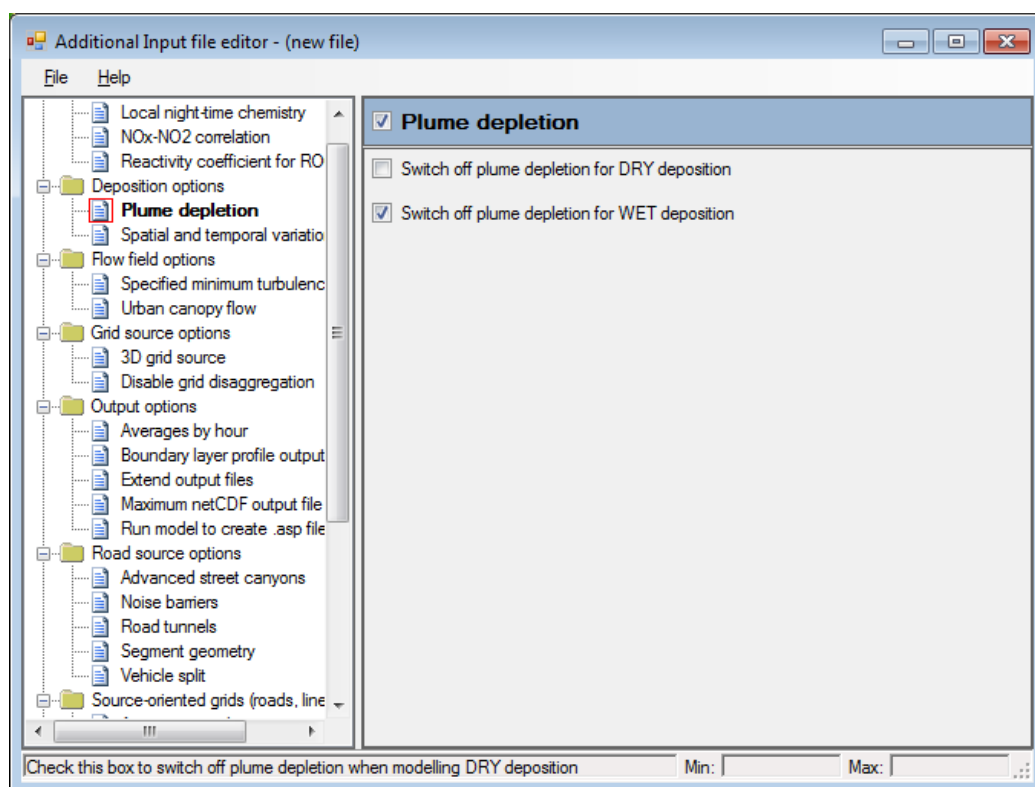 Additional Input file editor - (new file)
File Help
Local night-time chemistry
NOx-NO2 correlation
Reactivity coefficient for RO
Deposition options
Plume depletion
Spatial and temporal variatio
Flow field options
Specified minimum turbulenc
Urban canopy flow
Grid source options
3D grid source
Disable grid disaggregation
Output options
Averages by hour
Boundary layer profile output
Extend output files
Maximum netCDF output file
Run model to create .asp file
Road source options
Advanced street canyons
Noise barriers
Road tunnels
Segment geometry
Vehicle split
Source-oriented grids (roads, line
Plume depletion
Switch off plume depletion for DRY deposition
Switch off plume depletion for WET deposition
Check this box to switch off plume depletion when modelling DRY deposition Min: Max: